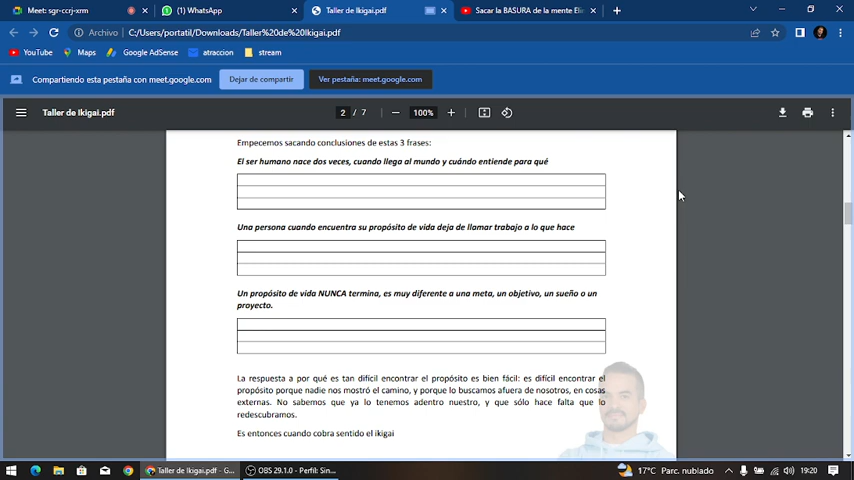 Meet: sgr-ccrj-xrm
(1) WhatsApp
Taller de Ikigai.pdf
Sacar la BASURA de la mente Elin
Archivo
C:/Users/portatil/Downloads/Taller%20de%20Ikigai.pdf
YouTube
Maps
Google AdSense
atraccion
stream
Compartiendo esta pestaña con meet.google.com
Dejar de compartir
Ver pestaña: meet.google.com
Taller de Ikigai.pdf
2 / 7
100%
Empecemos sacando conclusiones de estas 3 frases:
El ser humano nace dos veces, cuando llega al mundo y cuándo entiende para qué
Una persona cuando encuentra su propósito de vida deja de llamar trabajo a lo que hace
Un propósito de vida NUNCA termina, es muy diferente a una meta, un objetivo, un sueño o un
proyecto.
La respuesta a por qué es tan difícil encontrar el propósito es bien fácil: es difícil encontrar el
propósito porque nadie nos mostró el camino, y porque lo buscamos afuera de nosotros, en cosas
externas. No sabemos que ya lo tenemos adentro nuestro, y que sólo hace falta que lo
redescubramos.
Es entonces cuando cobra sentido el ikigai
Taller de Ikigai.pdf - G...
OBS 29.1.0 - Perfil: Sin...
17°C Parc. nublado
19:20